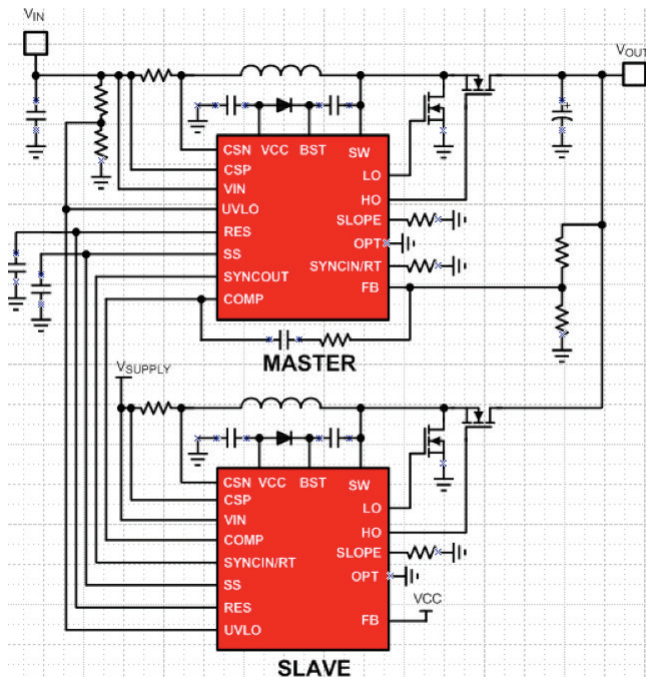 VIN
VOUT
CSN VCC BST SW
CSP
LO
VIN
HO
UVLO
SLOPE
RES
OPT
SS
SYNCIN/RT
SYNCOUT
FB
COMP
MASTER
VSUPPLY
CSN VCC BST SW
CSP
LO
VIN
HO
COMP
SLOPE
SYNCIN/RT
OPT
SS
VCC
RES
FB
UVLO
SLAVE